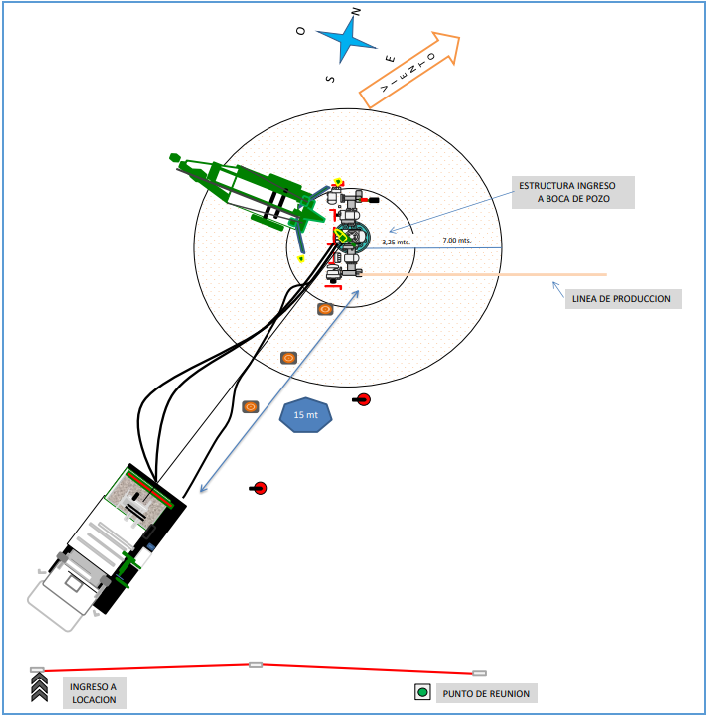 N
O
E
S
VIENTO
ESTRUCTURA INGRESO
A BOCA DE POZO
3,25 mts.
7.00 mts.
LINEA DE PRODUCCION
15 mt
INGRESO A
LOCACION
PUNTO DE REUNION